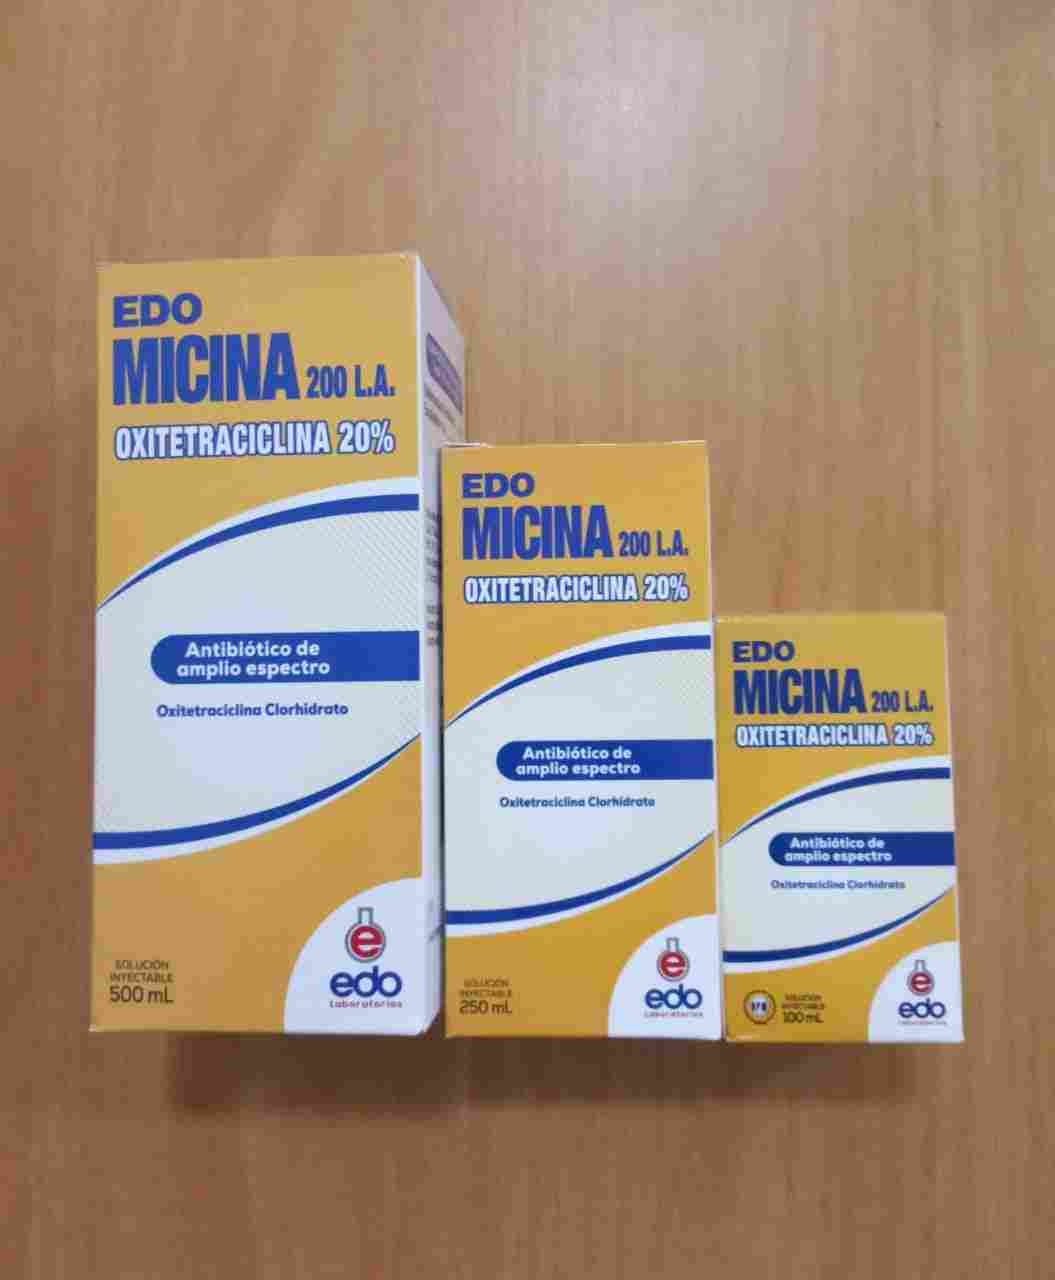 EDO
MICINA 200 L.A.
OXITETRACICLINA 20%
Antibiótico de
amplio espectro
Oxitetraciclina Clorhidrato
SOLUCIÓN
INYECTABLE
500 mL
e
edo
Laboratorios
EDO
MICINA 200 L.A.
OXITETRACICLINA 20%
Antibiótico de
amplio espectro
Oxitetraciclina Clorhidrato
SOLUCIÓN
INYECTABLE
250 mL
e
edo
Laboratorios
EDO
MICINA 200 L.A.
OXITETRACICLINA 20%
Antibiótico de
amplio espectro
Oxitetraciclina Clorhidrato
SOLUCIÓN
INYECTABLE
100 mL
e
edo
Laboratorios